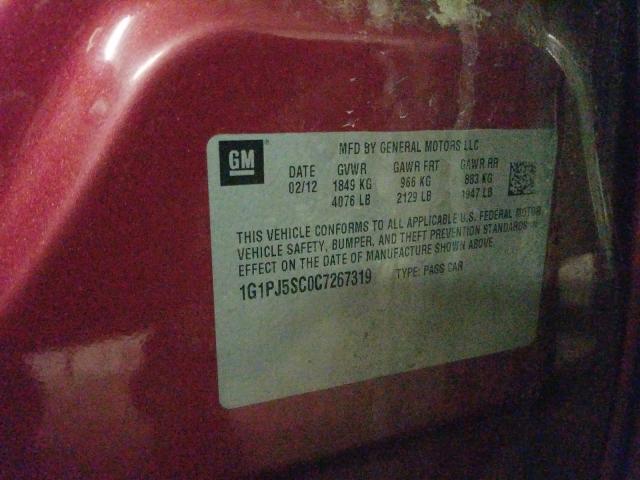 GM
MFD BY GENERAL MOTORS LLC
DATE GVWR GAWR FRT GAWR RR
02/12 1849 KG 966 KG 883 KG
4076 LB 2129 LB 1947 LB
THIS VEHICLE CONFORMS TO ALL APPLICABLE U.S. FEDERAL MOTOR
VEHICLE SAFETY, BUMPER, AND THEFT PREVENTION STANDARDS IN
EFFECT ON THE DATE OF MANUFACTURE SHOWN ABOVE.
1G1PJ5SC0C7267319 TYPE: PASS CAR